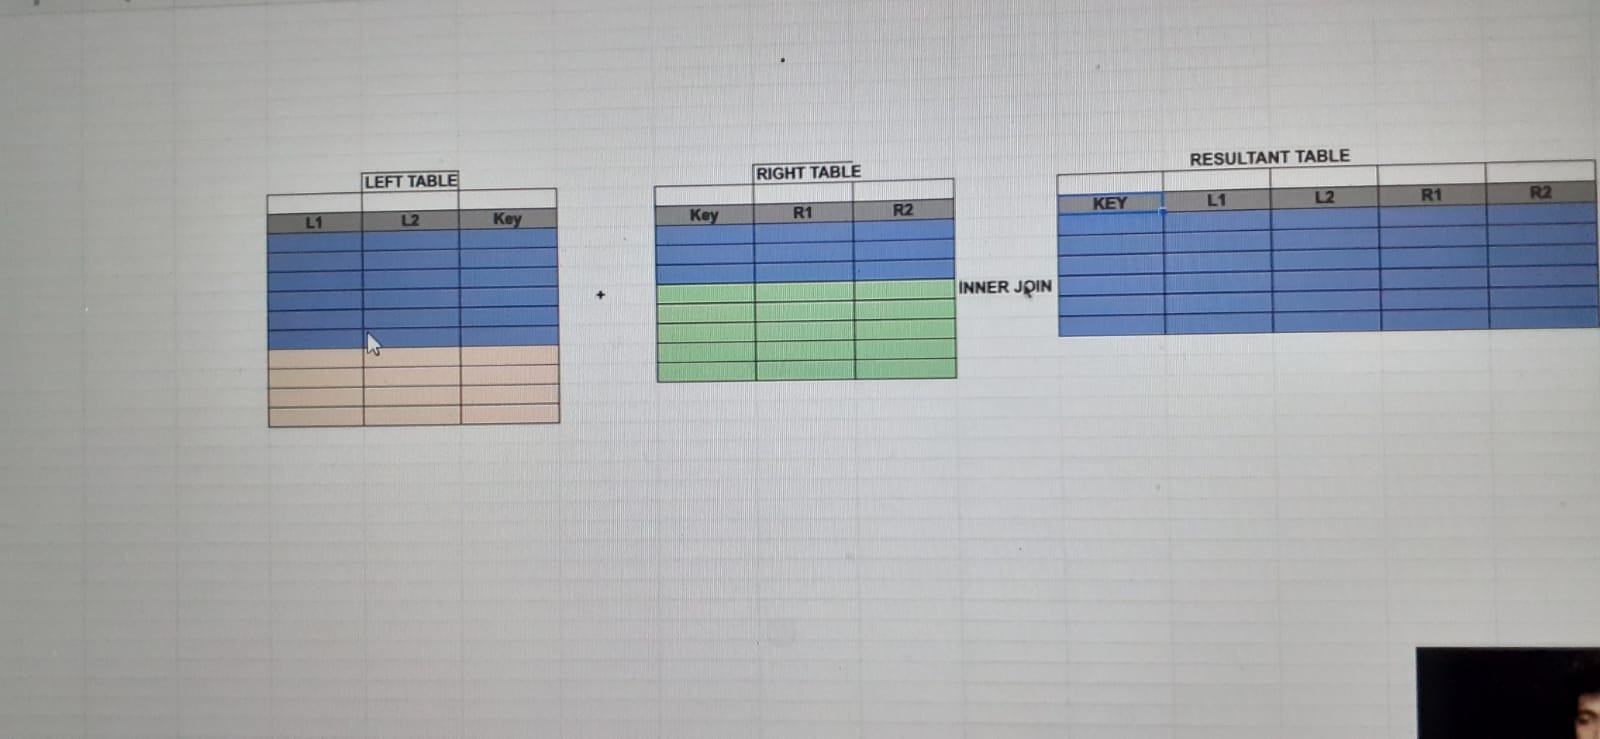 LEFT TABLE
L1 L2 Key
+
RIGHT TABLE
Key R1 R2
INNER JOIN
RESULTANT TABLE
KEY L1 L2 R1 R2